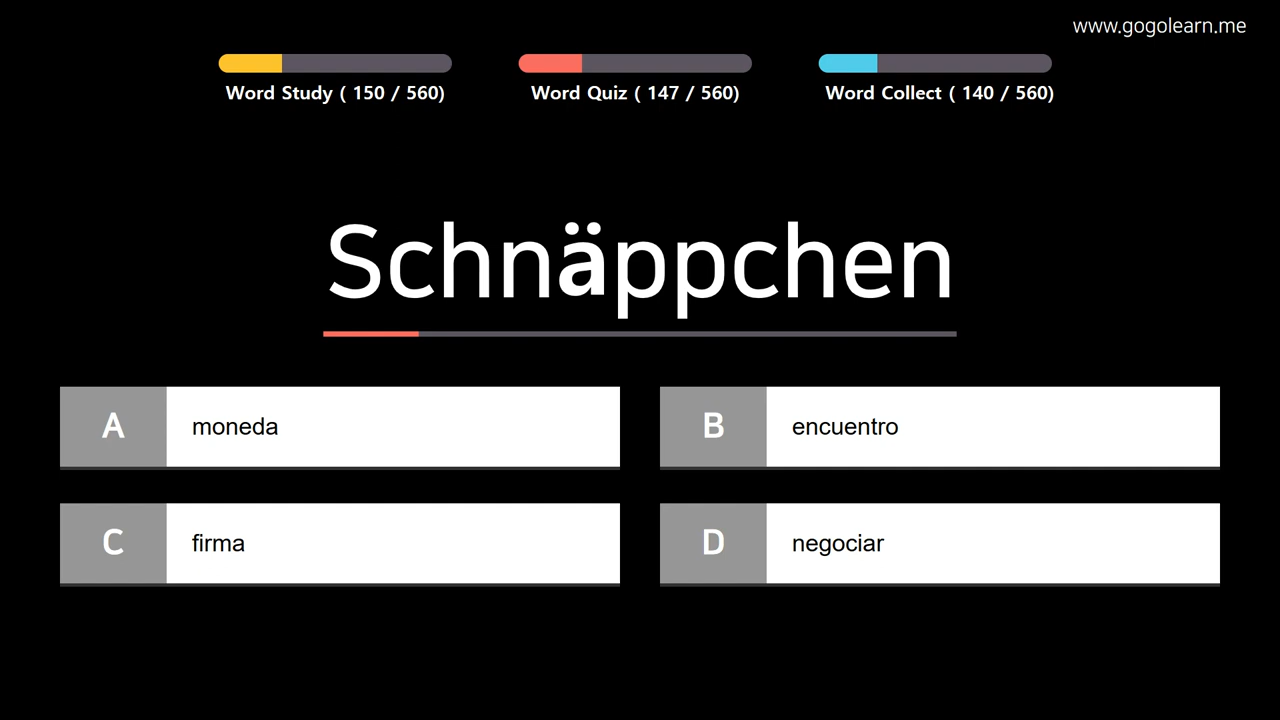 www.gogolearn.me
Word Study ( 150 / 560)
Word Quiz ( 147 / 560)
Word Collect ( 140 / 560)
Schnäppchen
A moneda
B encuentro
C firma
D negociar